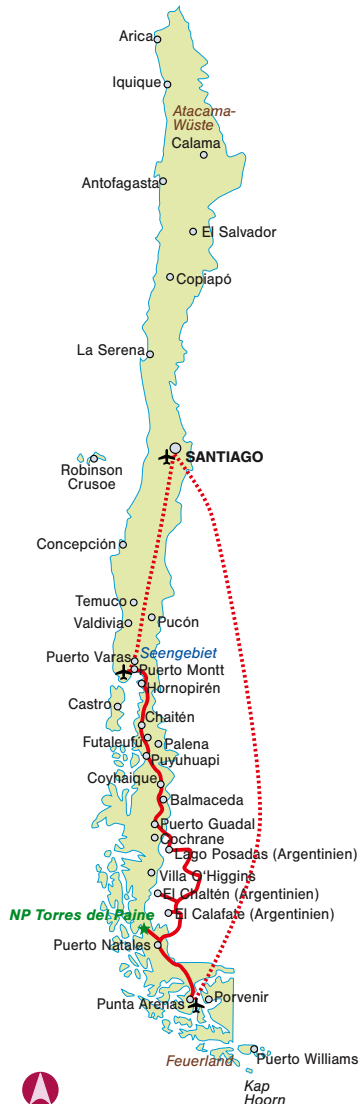 Arica
Iquique
Atacama-
Wüste
Calama
Antofagasta
El Salvador
Copiapó
La Serena
SANTIAGO
Robinson
Crusoe
Concepción
Temuco
Valdivia
Pucón
Puerto Varas
Seengebiet
Puerto Montt
Hornopirén
Castro
Chaitén
Futaleufú
Palena
Puyuhuapi
Coyhaique
Balmaceda
Puerto Guadal
Cochrane
Lago Posadas (Argentinien)
Villa O'Higgins
El Chaltén (Argentinien)
NP Torres del Paine
El Calafate (Argentinien)
Puerto Natales
Punta Arenas
Porvenir
Feuerland
Puerto Williams
Kap
Hoorn